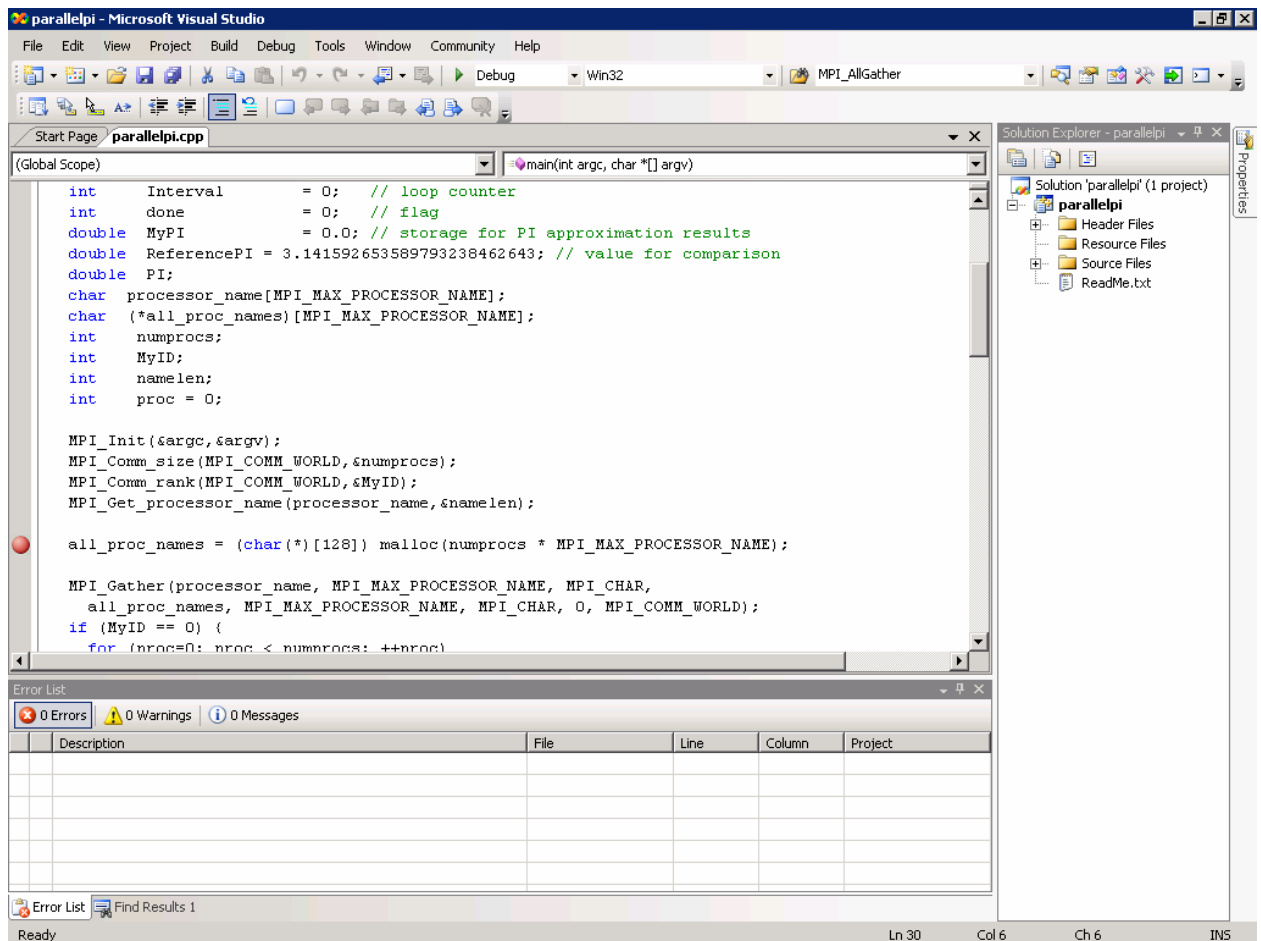 parallelpi - Microsoft Visual Studio
File Edit View Project Build Debug Tools Window Community Help
Debug Win32 MPI_AllGather
Start Page parallelpi.cpp
(Global Scope) main(int argc, char *[] argv)
int Interval = 0; // loop counter
int done = 0; // flag
double MyPI = 0.0; // storage for PI approximation results
double ReferencePI = 3.141592653589793238462643; // value for comparison
double PI;
char processor_name[MPI_MAX_PROCESSOR_NAME];
char (*all_proc_names)[MPI_MAX_PROCESSOR_NAME];
int numprocs;
int MyID;
int namelen;
int proc = 0;
MPI_Init(&argc,&argv);
MPI_Comm_size(MPI_COMM_WORLD,&numprocs);
MPI_Comm_rank(MPI_COMM_WORLD,&MyID);
MPI_Get_processor_name(processor_name,&namelen);
all_proc_names = (char(*)[128]) malloc(numprocs * MPI_MAX_PROCESSOR_NAME);
MPI_Gather(processor_name, MPI_MAX_PROCESSOR_NAME, MPI_CHAR,
all_proc_names, MPI_MAX_PROCESSOR_NAME, MPI_CHAR, 0, MPI_COMM_WORLD);
if (MyID == 0) {
for (proc=0; proc < numprocs; ++proc)
Solution Explorer - parallelpi
Solution 'parallelpi' (1 project)
parallelpi
Header Files
Resource Files
Source Files
ReadMe.txt
Properties
Error List
0 Errors 0 Warnings 0 Messages
Description File Line Column Project
Error List Find Results 1
Ready Ln 30 Col 6 Ch 6 INS